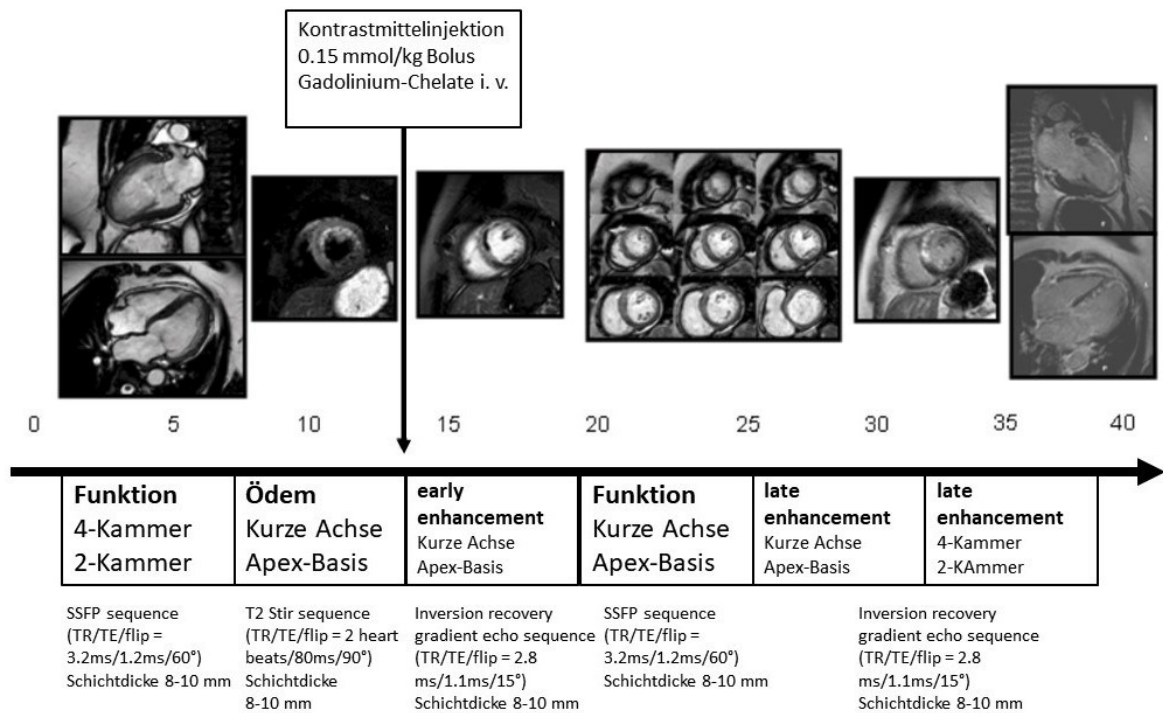 Kontrastmittelinjektion
0.15 mmol/kg Bolus
Gadolinium-Chelate i. v.
0 5 10 15 20 25 30 35 40
Funktion
4-Kammer
2-Kammer
Ödem
Kurze Achse
Apex-Basis
early
enhancement
Kurze Achse
Apex-Basis
Funktion
Kurze Achse
Apex-Basis
late
enhancement
Kurze Achse
Apex-Basis
late
enhancement
4-Kammer
2-KAmmer
SSFP sequence
(TR/TE/flip =
3.2ms/1.2ms/60°)
Schichtdicke 8-10 mm
T2 Stir sequence
(TR/TE/flip = 2 heart
beats/80ms/90°)
Schichtdicke
8-10 mm
Inversion recovery
gradient echo sequence
(TR/TE/flip = 2.8
ms/1.1ms/15°)
Schichtdicke 8-10 mm
SSFP sequence
(TR/TE/flip =
3.2ms/1.2ms/60°)
Schichtdicke 8-10 mm
Inversion recovery
gradient echo sequence
(TR/TE/flip = 2.8
ms/1.1ms/15°)
Schichtdicke 8-10 mm